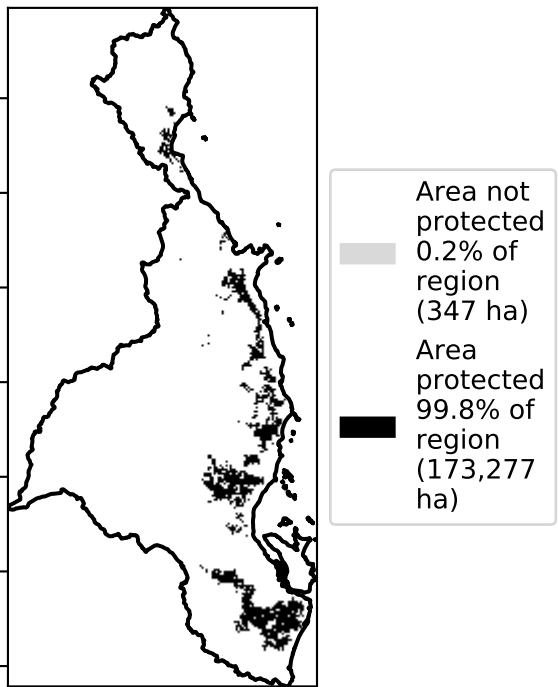 Area not
protected
0.2% of
region
(347 ha)
Area
protected
99.8% of
region
(173,277
ha)